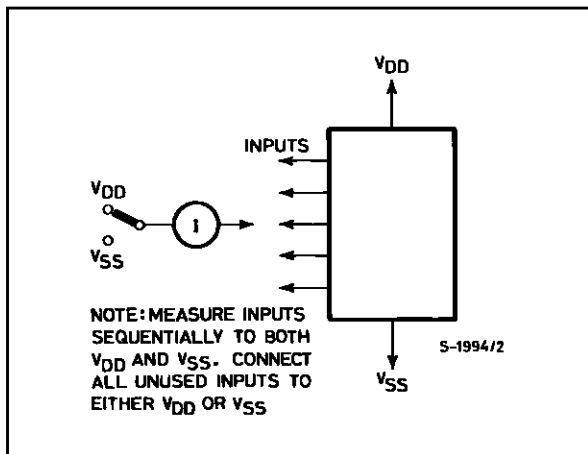 VDD
INPUTS
VDD
I
VSS
NOTE: MEASURE INPUTS
SEQUENTIALLY TO BOTH
VDD AND VSS. CONNECT
ALL UNUSED INPUTS TO
EITHER VDD OR VSS
S-1994/2
VSS